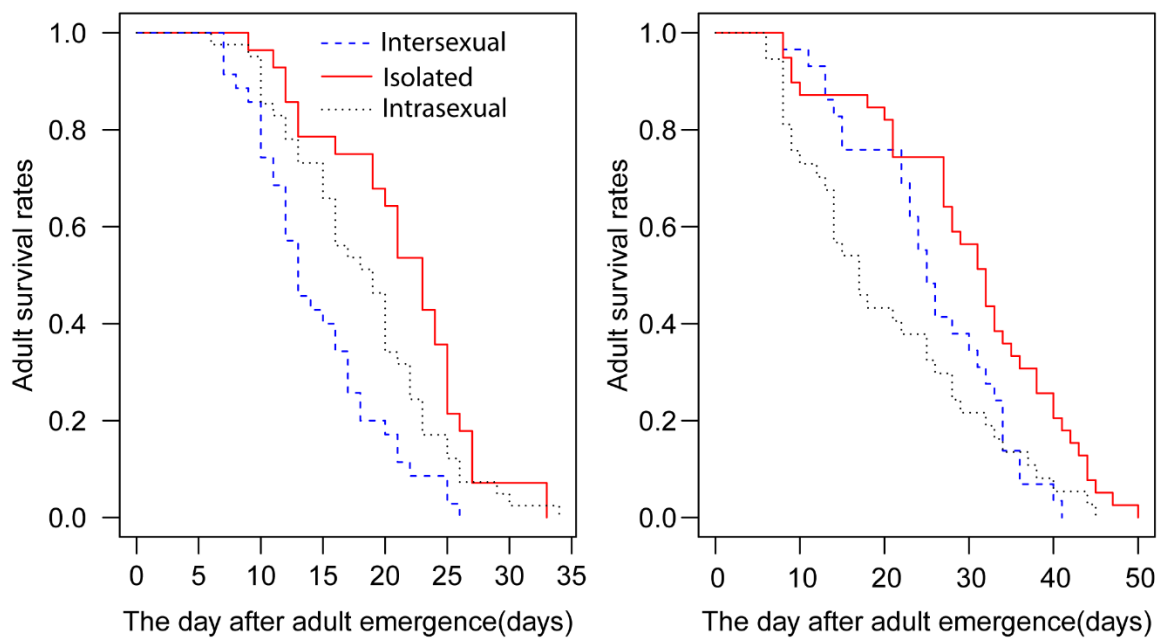 1.0
0.8
0.6
0.4
0.2
0.0
Adult survival rates
Intersexual
Isolated
Intrasexual
0 5 10 15 20 25 30 35
The day after adult emergence(days)
1.0
0.8
0.6
0.4
0.2
0.0
Adult survival rates
0 10 20 30 40 50
The day after adult emergence(days)